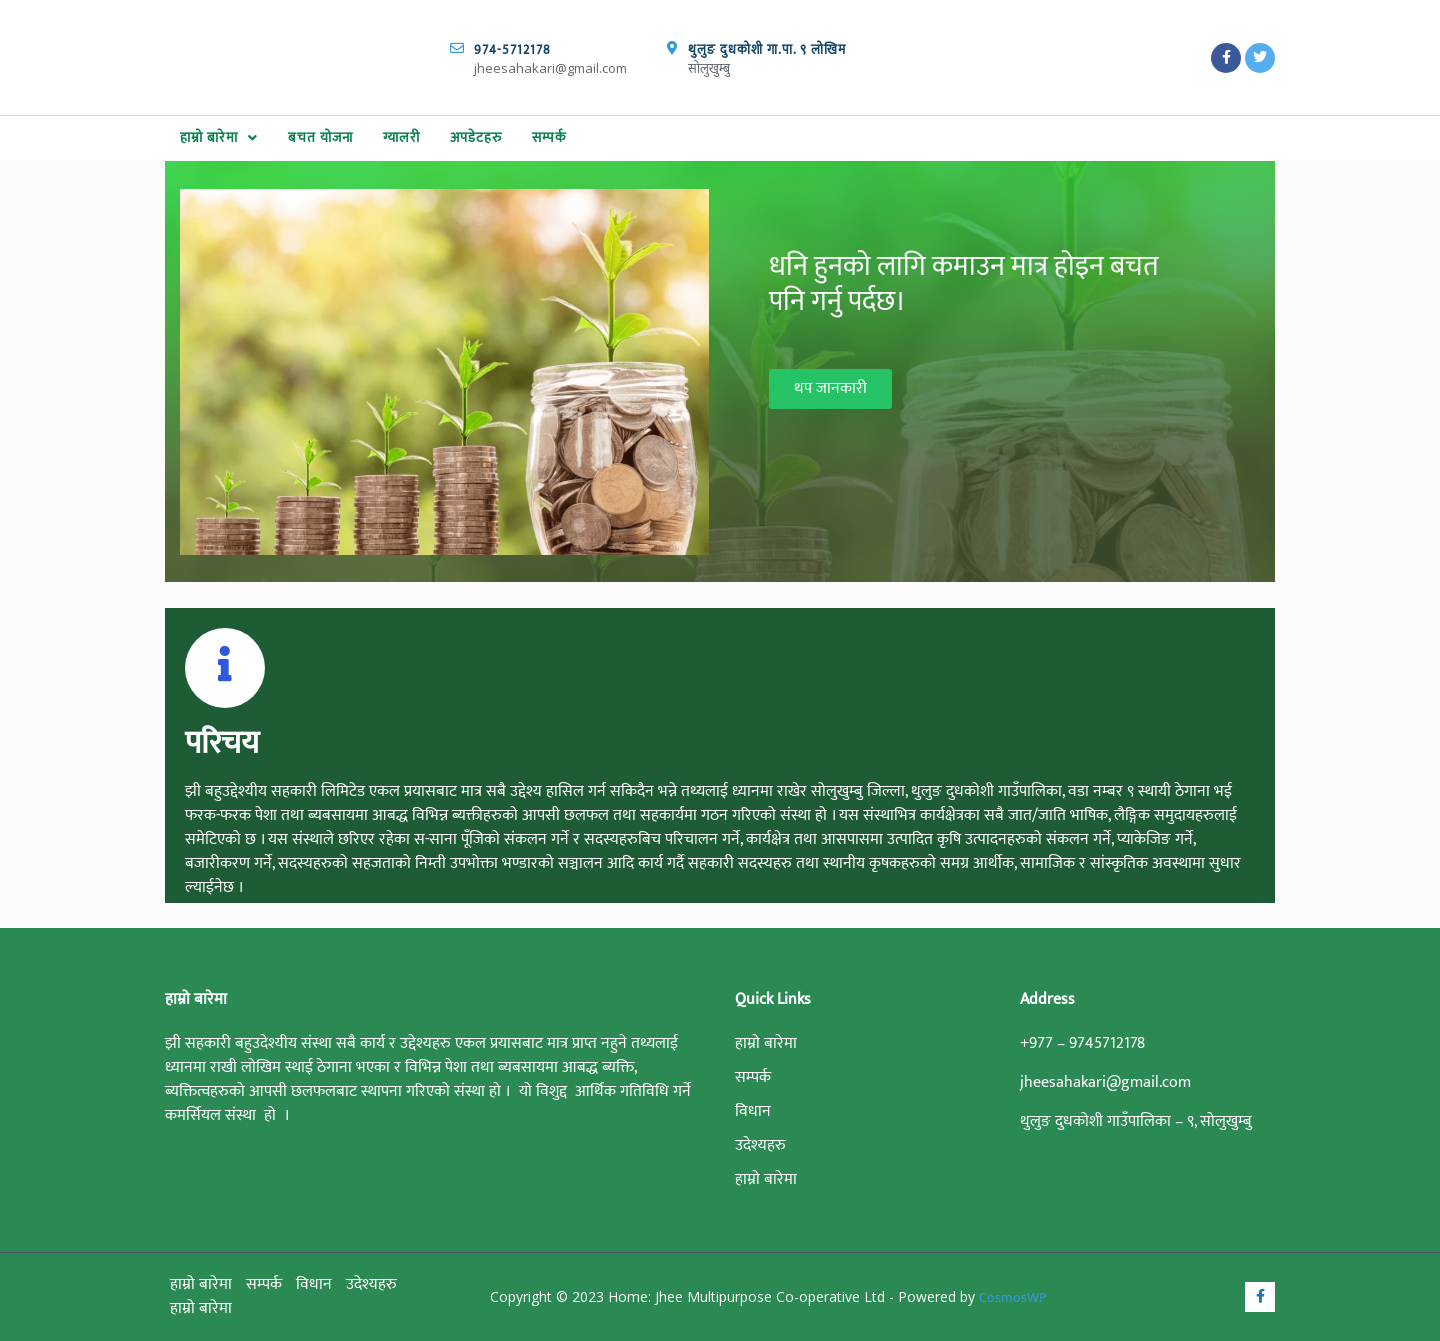 974-5712178
jheesahakari@gmail.com
थुलुङ दुधकोशी गा.पा. ९ लोखिम
सोलुखुम्बु
हाम्रो बारेमा
बचत योजना
ग्यालरी
अपडेटहरु
सम्पर्क
धनि हुनको लागि कमाउन मात्र होइन बचत
पनि गर्नु पर्दछ।
थप जानकारी
परिचय
झी बहुउद्देश्यीय सहकारी लिमिटेड एकल प्रयासबाट मात्र सबै उद्देश्य हासिल गर्न सकिदैन भन्ने तथ्यलाई ध्यानमा राखेर सोलुखुम्बु जिल्ला, थुलुङ दुधकोशी गाउँपालिका, वडा नम्बर ९ स्थायी ठेगाना भई
फरक-फरक पेशा तथा ब्यबसायमा आबद्ध विभिन्न ब्यक्तीहरुको आपसी छलफल तथा सहकार्यमा गठन गरिएको संस्था हो । यस संस्थाभित्र कार्यक्षेत्रका सबै जात/जाति भाषिक, लैङ्गिक समुदायहरुलाई
समेटिएको छ । यस संस्थाले छरिएर रहेका स-साना पूँजिको संकलन गर्ने र सदस्यहरुबिच परिचालन गर्ने, कार्यक्षेत्र तथा आसपासमा उत्पादित कृषि उत्पादनहरुको संकलन गर्ने, प्याकेजिङ गर्ने,
बजारीकरण गर्ने, सदस्यहरुको सहजताको निम्ती उपभोक्ता भण्डारको सञ्चालन आदि कार्य गर्दै सहकारी सदस्यहरु तथा स्थानीय कृषकहरुको समग्र आर्थीक, सामाजिक र सांस्कृतिक अवस्थामा सुधार
ल्याईनेछ ।
हाम्रो बारेमा
झी सहकारी बहुउदेश्यीय संस्था सबै कार्य र उद्देश्यहरु एकल प्रयासबाट मात्र प्राप्त नहुने तथ्यलाई
ध्यानमा राखी लोखिम स्थाई ठेगाना भएका र विभिन्न पेशा तथा ब्यबसायमा आबद्ध ब्यक्ति,
ब्यक्तित्वहरुको आपसी छलफलबाट स्थापना गरिएको संस्था हो । यो विशुद्द आर्थिक गतिविधि गर्ने
कमर्सियल संस्था हो ।
Quick Links
हाम्रो बारेमा
सम्पर्क
विधान
उदेश्यहरु
हाम्रो बारेमा
Address
+977 – 9745712178
jheesahakari@gmail.com
थुलुङ दुधकोशी गाउँपालिका – ९, सोलुखुम्बु
हाम्रो बारेमा सम्पर्क विधान उदेश्यहरु
हाम्रो बारेमा
Copyright © 2023 Home: Jhee Multipurpose Co-operative Ltd - Powered by CosmosWP